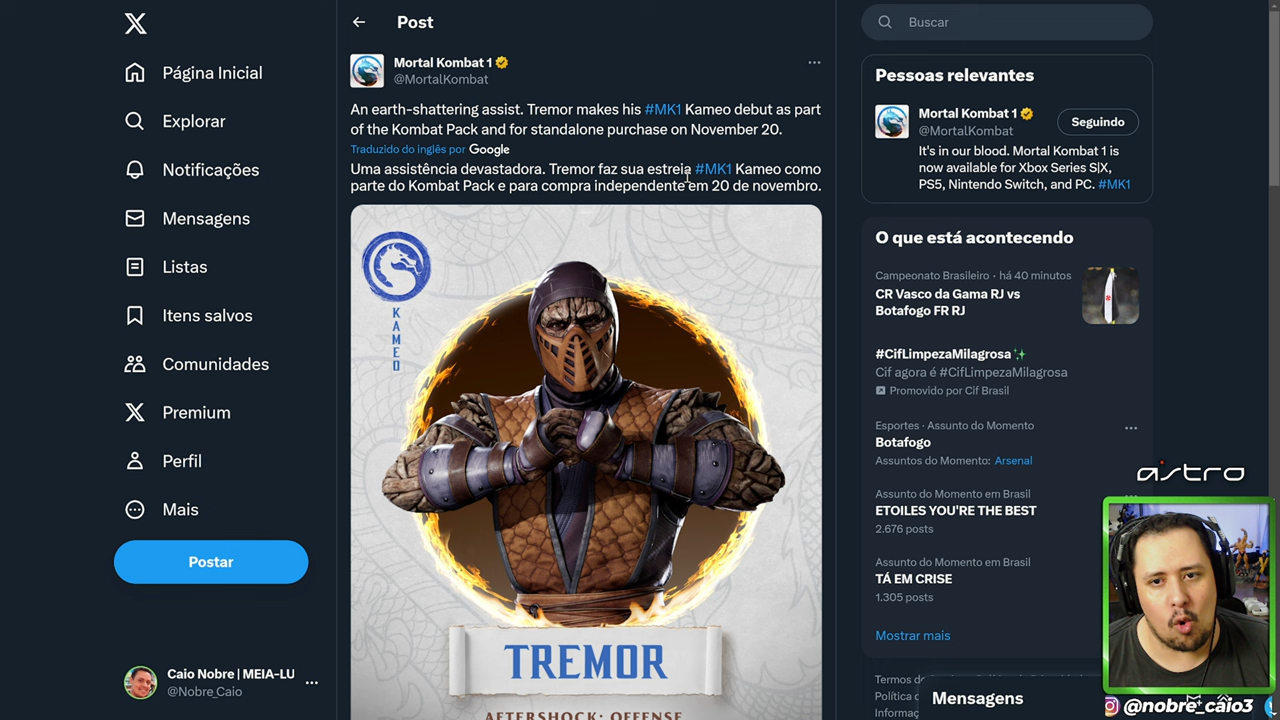 Página Inicial
Explorar
Notificações
Mensagens
Listas
Itens salvos
Comunidades
Premium
Perfil
Mais
Postar
Caio Nobre | MEIA-LU
@Nobre_Caio
Post
Mortal Kombat 1
@MortalKombat
An earth-shattering assist. Tremor makes his #MK1 Kameo debut as part
of the Kombat Pack and for standalone purchase on November 20.
Traduzido do inglês por Google
Uma assistência devastadora. Tremor faz sua estreia #MK1 Kameo como
parte do Kombat Pack e para compra independente em 20 de novembro.
KAMEO
TREMOR
AFTERSHOCK: OFFENSE
Buscar
Pessoas relevantes
Mortal Kombat 1
@MortalKombat
Seguindo
It's in our blood. Mortal Kombat 1 is
now available for Xbox Series S|X,
PS5, Nintendo Switch, and PC. #MK1
O que está acontecendo
Campeonato Brasileiro · há 40 minutos
CR Vasco da Gama RJ vs
Botafogo FR RJ
#CifLimpezaMilagrosa
Cif agora é #CifLimpezaMilagrosa
Promovido por Cif Brasil
Esportes · Assunto do Momento
Botafogo
Assuntos do Momento: Arsenal
Assunto do Momento em Brasil
ETOILES YOU'RE THE BEST
2.676 posts
Assunto do Momento em Brasil
TÁ EM CRISE
1.305 posts
Mostrar mais
Termos
Política
Mensagens
astro
@nobre_caio3